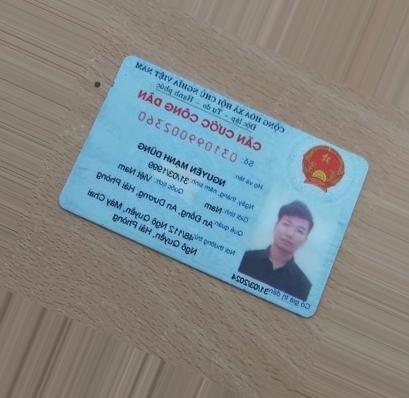 CỘNG HÒA XÃ HỘI CHỦ NGHĨA VIỆT NAM
Độc lập - Tự do - Hạnh phúc
CĂN CƯỚC CÔNG DÂN
Số: 031099002360
Họ và tên: NGUYỄN MẠNH DŨNG
Ngày, tháng, năm sinh: 31/03/1999
Giới tính: Nam Quốc tịch: Việt Nam
Quê quán: An Đồng, An Dương, Hải Phòng
Nơi thường trú: 48/112 Ngô Quyền, Máy Chai
Ngô Quyền, Hải Phòng
Có giá trị đến: 31/03/2024